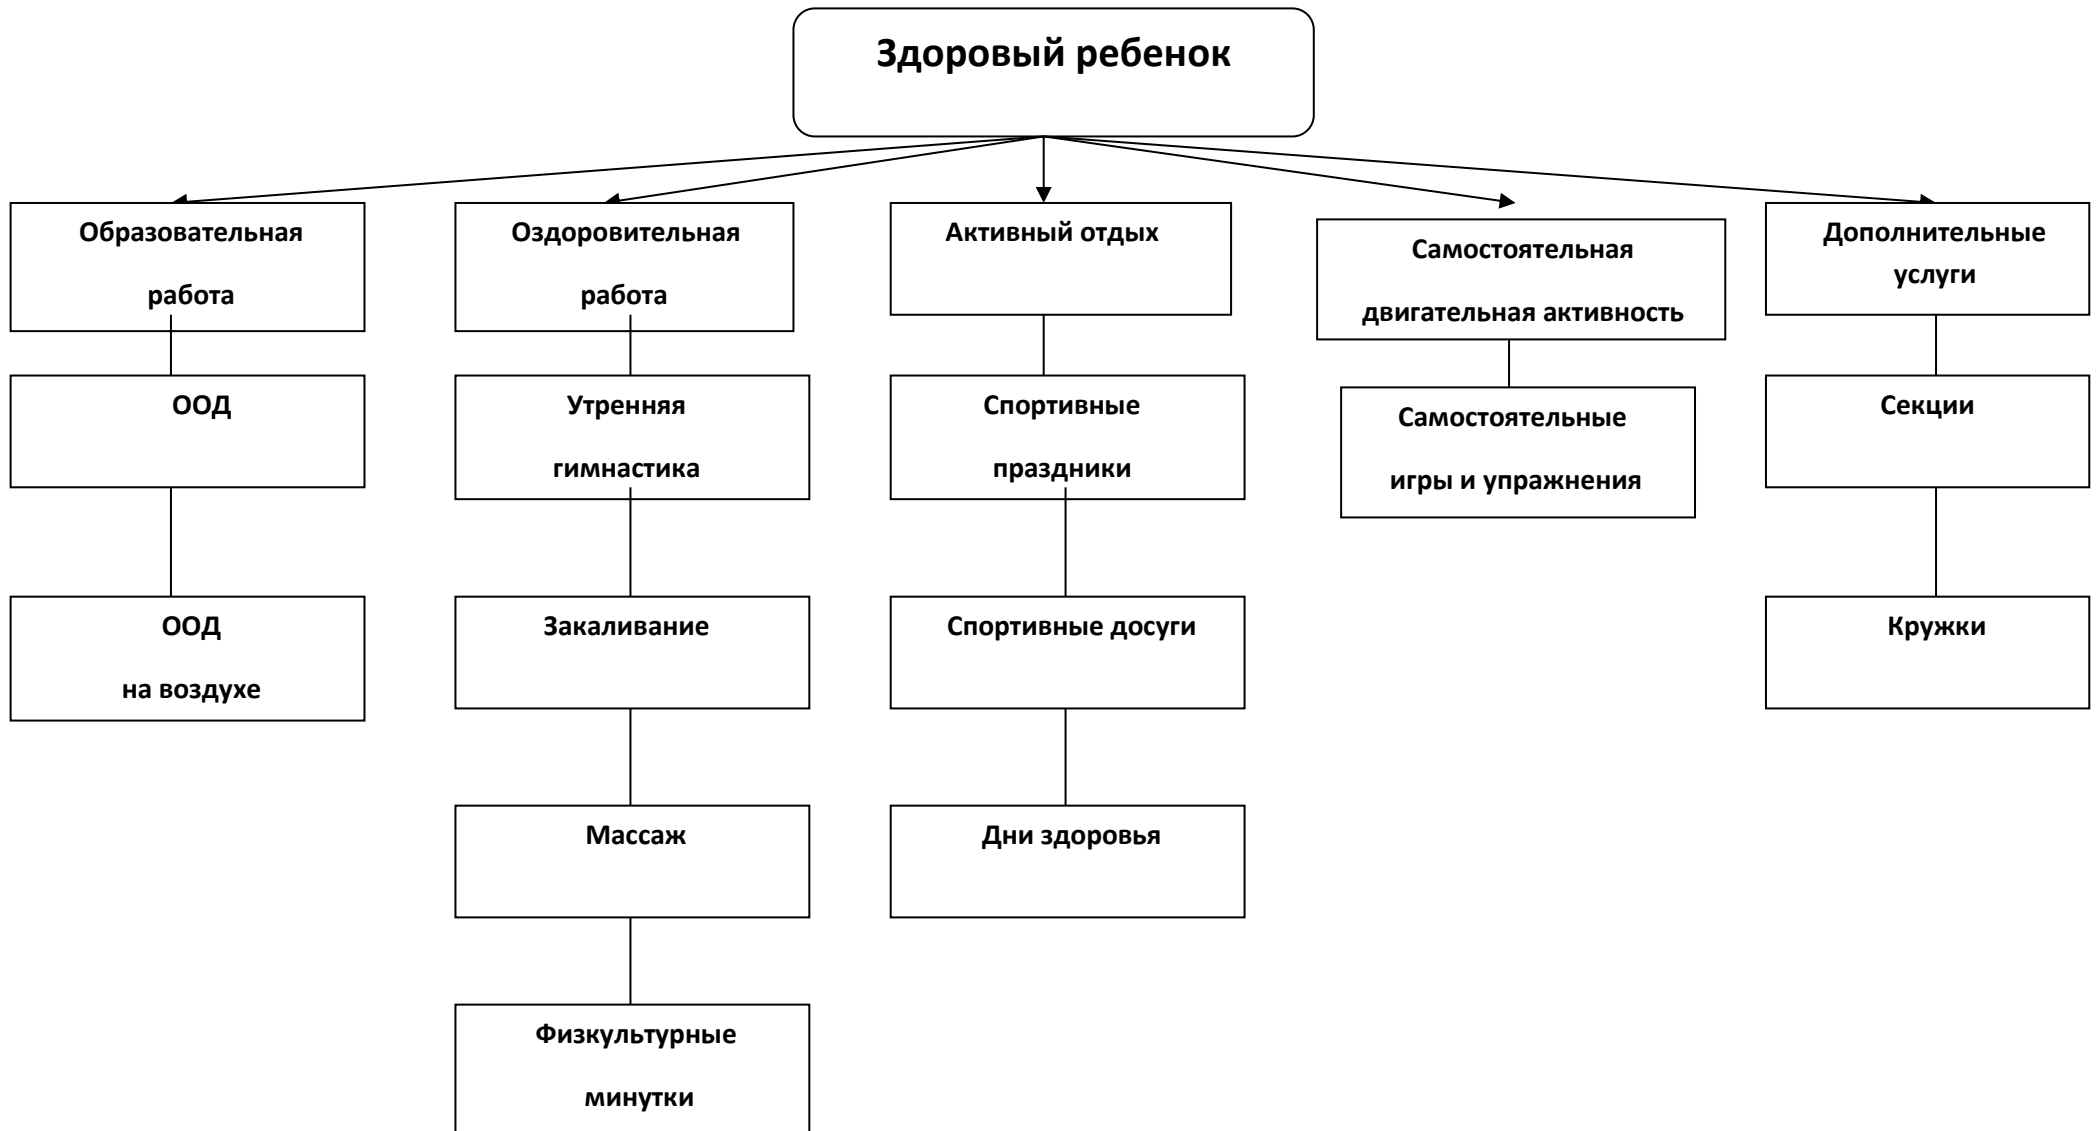 Здоровый ребенок
Образовательная
работа
Оздоровительная
работа
Активный отдых
Самостоятельная
двигательная активность
Дополнительные
услуги
ООД
Утренняя
гимнастика
Спортивные
праздники
Самостоятельные
игры и упражнения
Секции
ООД
на воздухе
Закаливание
Спортивные досуги
Кружки
Массаж
Дни здоровья
Физкультурные
минутки